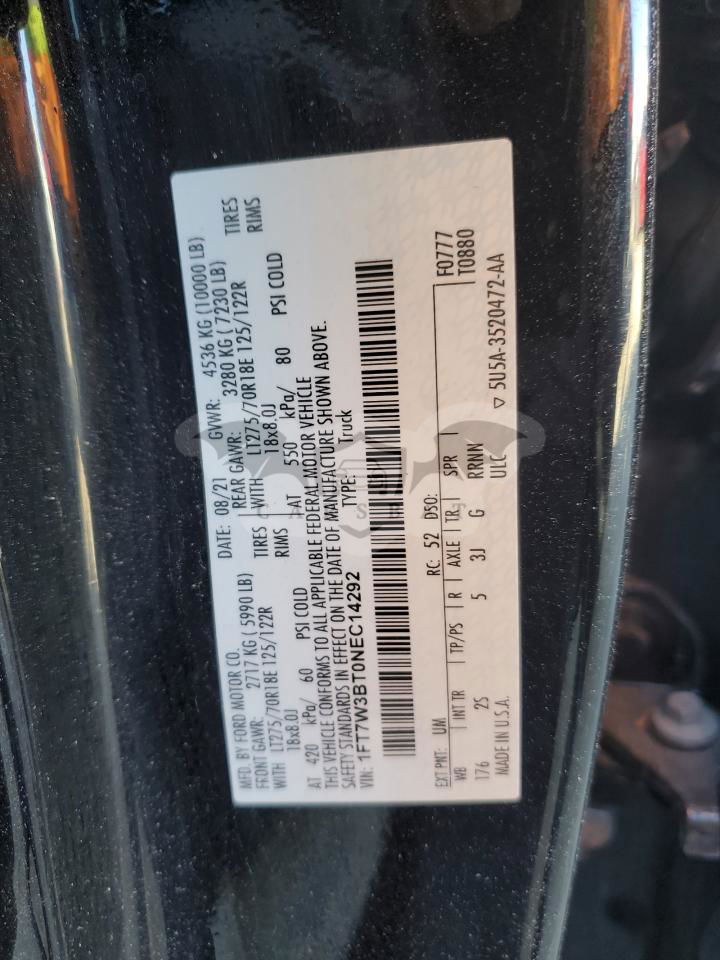 MFD. BY FORD MOTOR CO.
DATE: 08/21 GVWR: 4536 KG (10000 LB)
FRONT GAWR: 2717 KG ( 5990 LB) REAR GAWR: 3280 KG ( 7230 LB)
WITH LT275/70R18E 125/122R TIRES WITH LT275/70R18E 125/122R TIRES
18x8.0J RIMS 18x8.0J RIMS
AT 420 kPa/ 60 PSI COLD AT 550 kPa/ 80 PSI COLD
THIS VEHICLE CONFORMS TO ALL APPLICABLE FEDERAL MOTOR VEHICLE
SAFETY STANDARDS IN EFFECT ON THE DATE OF MANUFACTURE SHOWN ABOVE.
VIN: 1FT7W3BT0NEC14292 TYPE: Truck
EXT PNT: UM RC: 52 DSO: F0777
WB INT TR TP/PS R AXLE TR SPR T0880
176 2S 5 3J G RRNN
MADE IN U.S.A. ULC ▽ 5U5A-3520472-AA